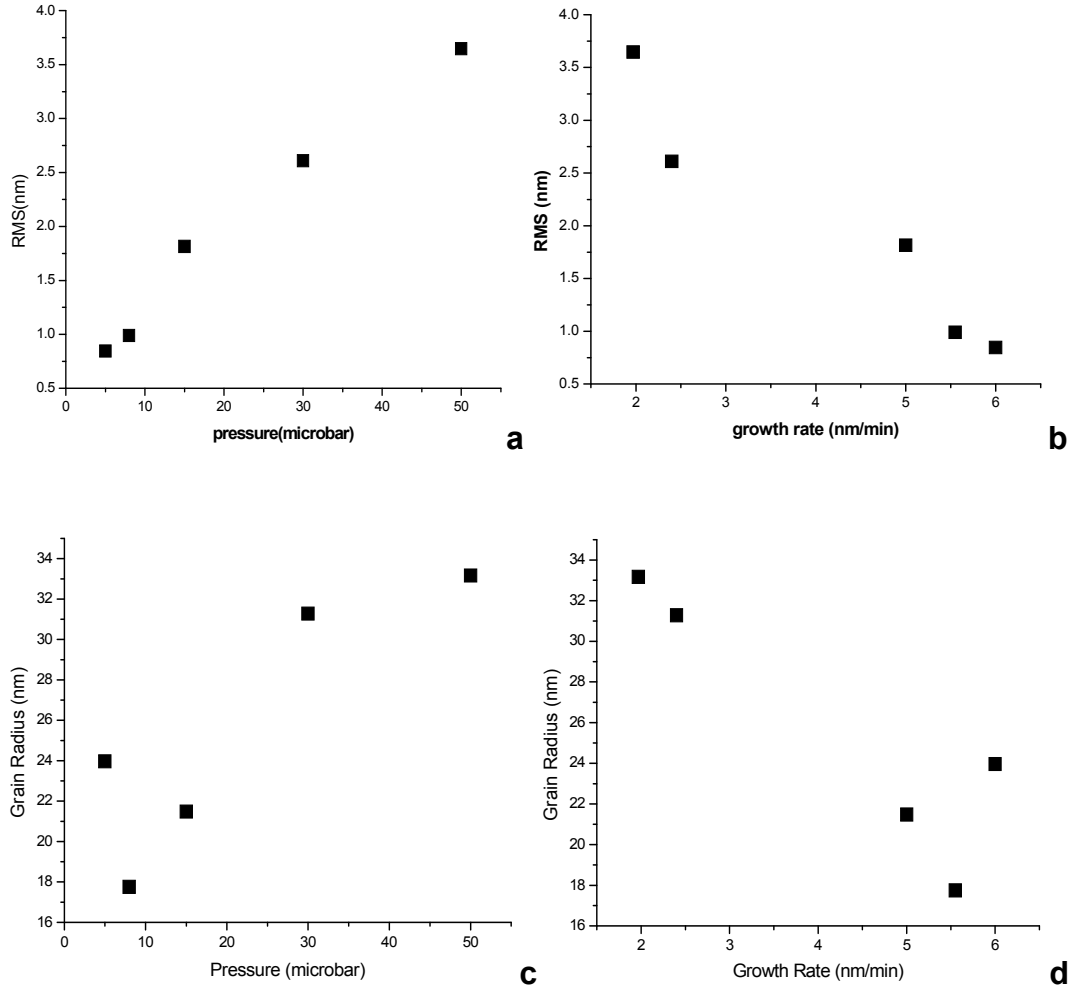 4.0
3.5
3.0
2.5
2.0
1.5
1.0
0.5
RMS(nm)
0 10 20 30 40 50
pressure(microbar)
a
4.0
3.5
3.0
2.5
2.0
1.5
1.0
0.5
RMS (nm)
2 3 4 5 6
growth rate (nm/min)
b
34
32
30
28
26
24
22
20
18
16
Grain Radius (nm)
0 10 20 30 40 50
Pressure (microbar)
c
34
32
30
28
26
24
22
20
18
16
Grain Radius (nm)
2 3 4 5 6
Growth Rate (nm/min)
d